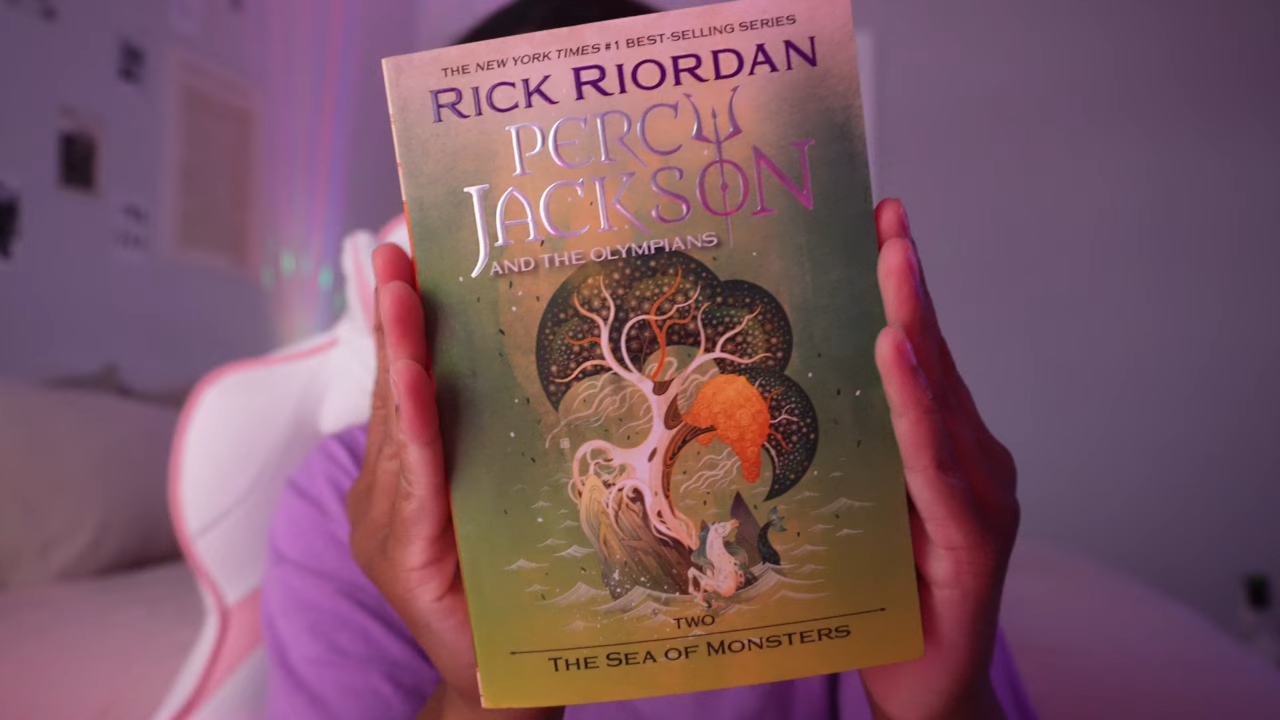 THE NEW YORK TIMES #1 BEST-SELLING SERIES
RICK RIORDAN
PERCY
JACKSON
AND THE OLYMPIANS
TWO
THE SEA OF MONSTERS